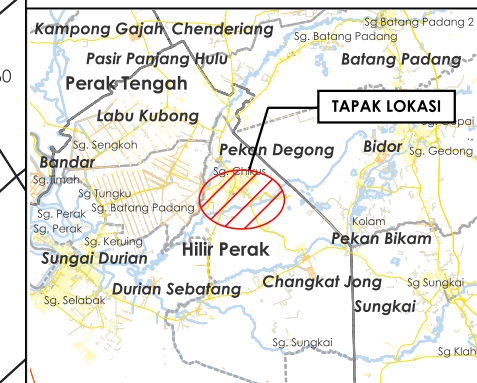 Sg Batang Padang 2
Kampong Gajah Chenderiang
Sg. Batang Padang
Pasir Panjang Hulu
Batang Padang
Perak Tengah
TAPAK LOKASI
Labu Kubong
Sg. Sengkoh
Pekan Degong
Bidor
Sg. Gedong
Bandar
Sg. Chikus
Sg Tungku
Sg. Batang Padang
Sg. Perak
Kolam
Sg. Perak
Sg. Keruing
Hilir Perak
Pekan Bikam
Sungai Durian
Durian Sebatang
Changkat Jong
Sg Sungkai
Sg. Selabak
Sungkai
Sg. Sungkai
Sg Klah